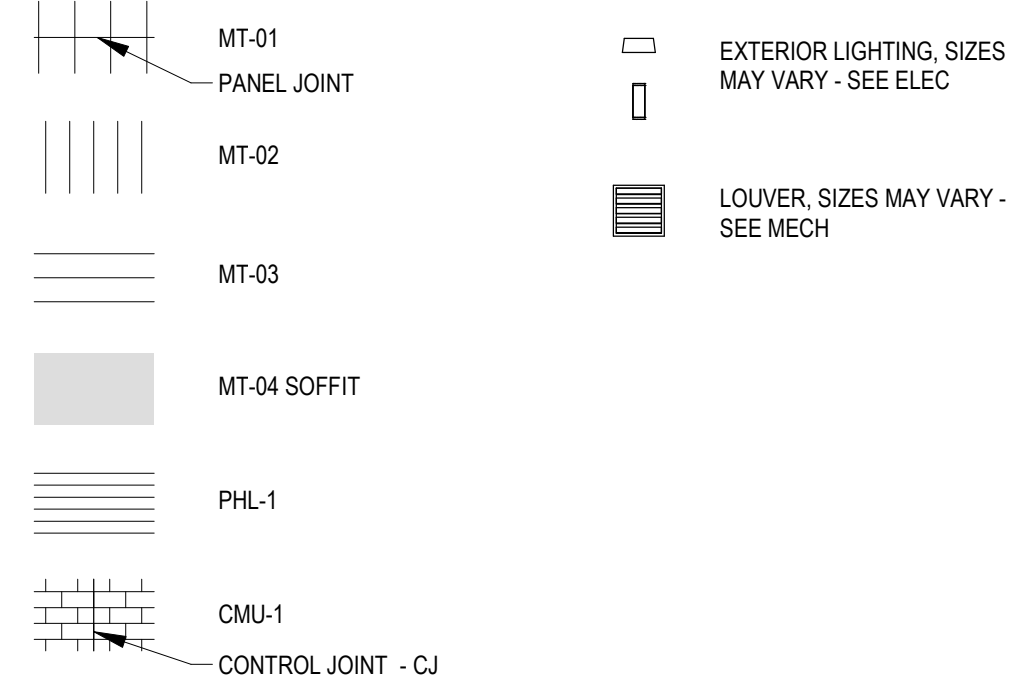 MT-01
PANEL JOINT
MT-02
MT-03
MT-04 SOFFIT
PHL-1
CMU-1
CONTROL JOINT - CJ
EXTERIOR LIGHTING, SIZES
MAY VARY - SEE ELEC
LOUVER, SIZES MAY VARY -
SEE MECH